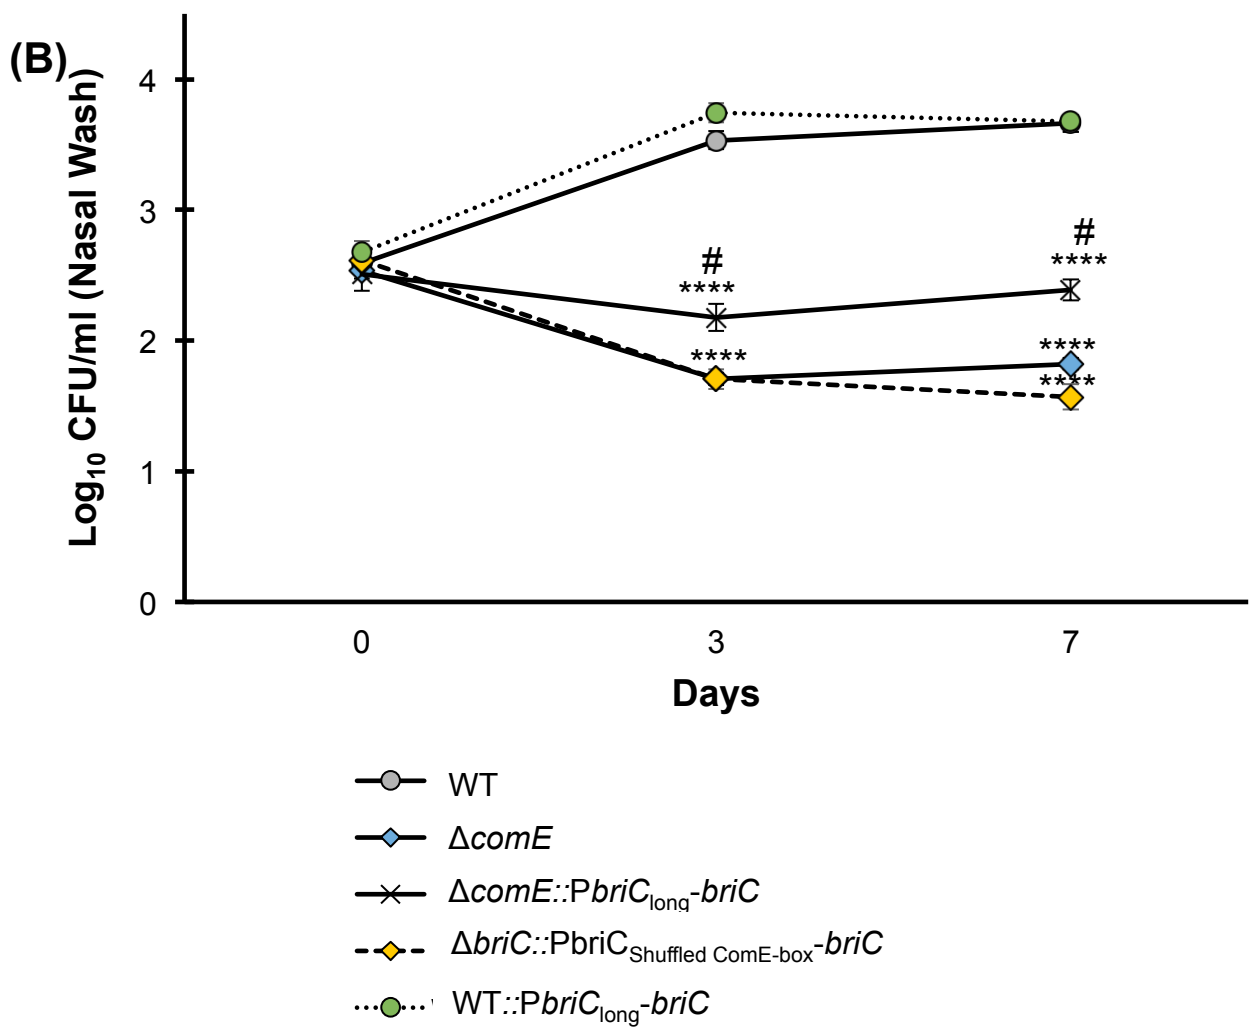 (B)
Log₁₀ CFU/ml (Nasal Wash)
4
3
2
1
0
#
****
#
****
****
****
****
0 3 7
Days
WT
ΔcomE
ΔcomE::PbriClong-briC
ΔbriC::PbriCShuffled ComE-box-briC
WT::PbriClong-briC